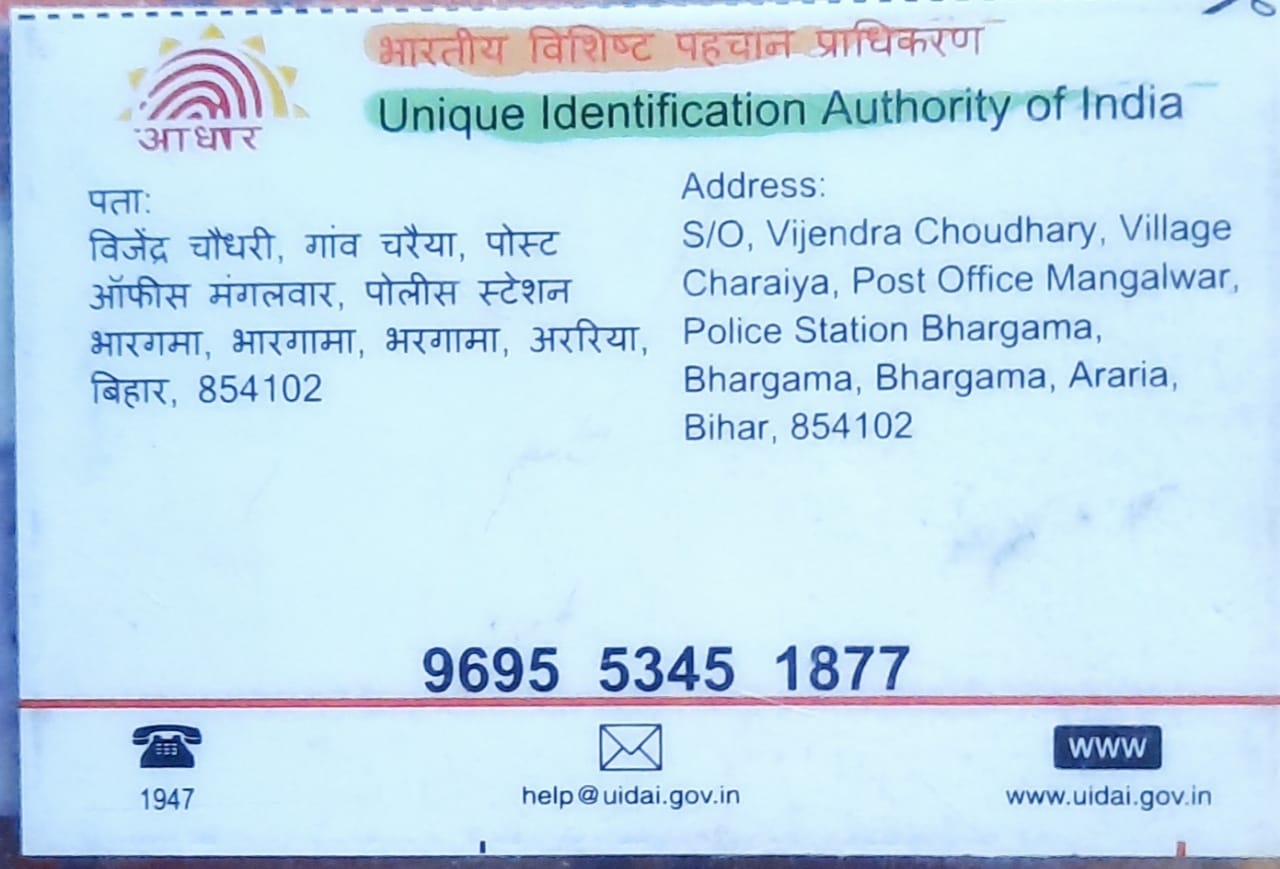 भारतीय विशिष्ट पहचान प्राधिकरण
Unique Identification Authority of India
आधार
पता:
विजेंद्र चौधरी, गांव चरैया, पोस्ट
ऑफीस मंगलवार, पोलीस स्टेशन
भारगमा, भारगामा, भरगामा, अररिया,
बिहार, 854102
Address:
S/O, Vijendra Choudhary, Village
Charaiya, Post Office Mangalwar,
Police Station Bhargama,
Bhargama, Bhargama, Araria,
Bihar, 854102
9695 5345 1877
1947
help@uidai.gov.in
www
www.uidai.gov.in